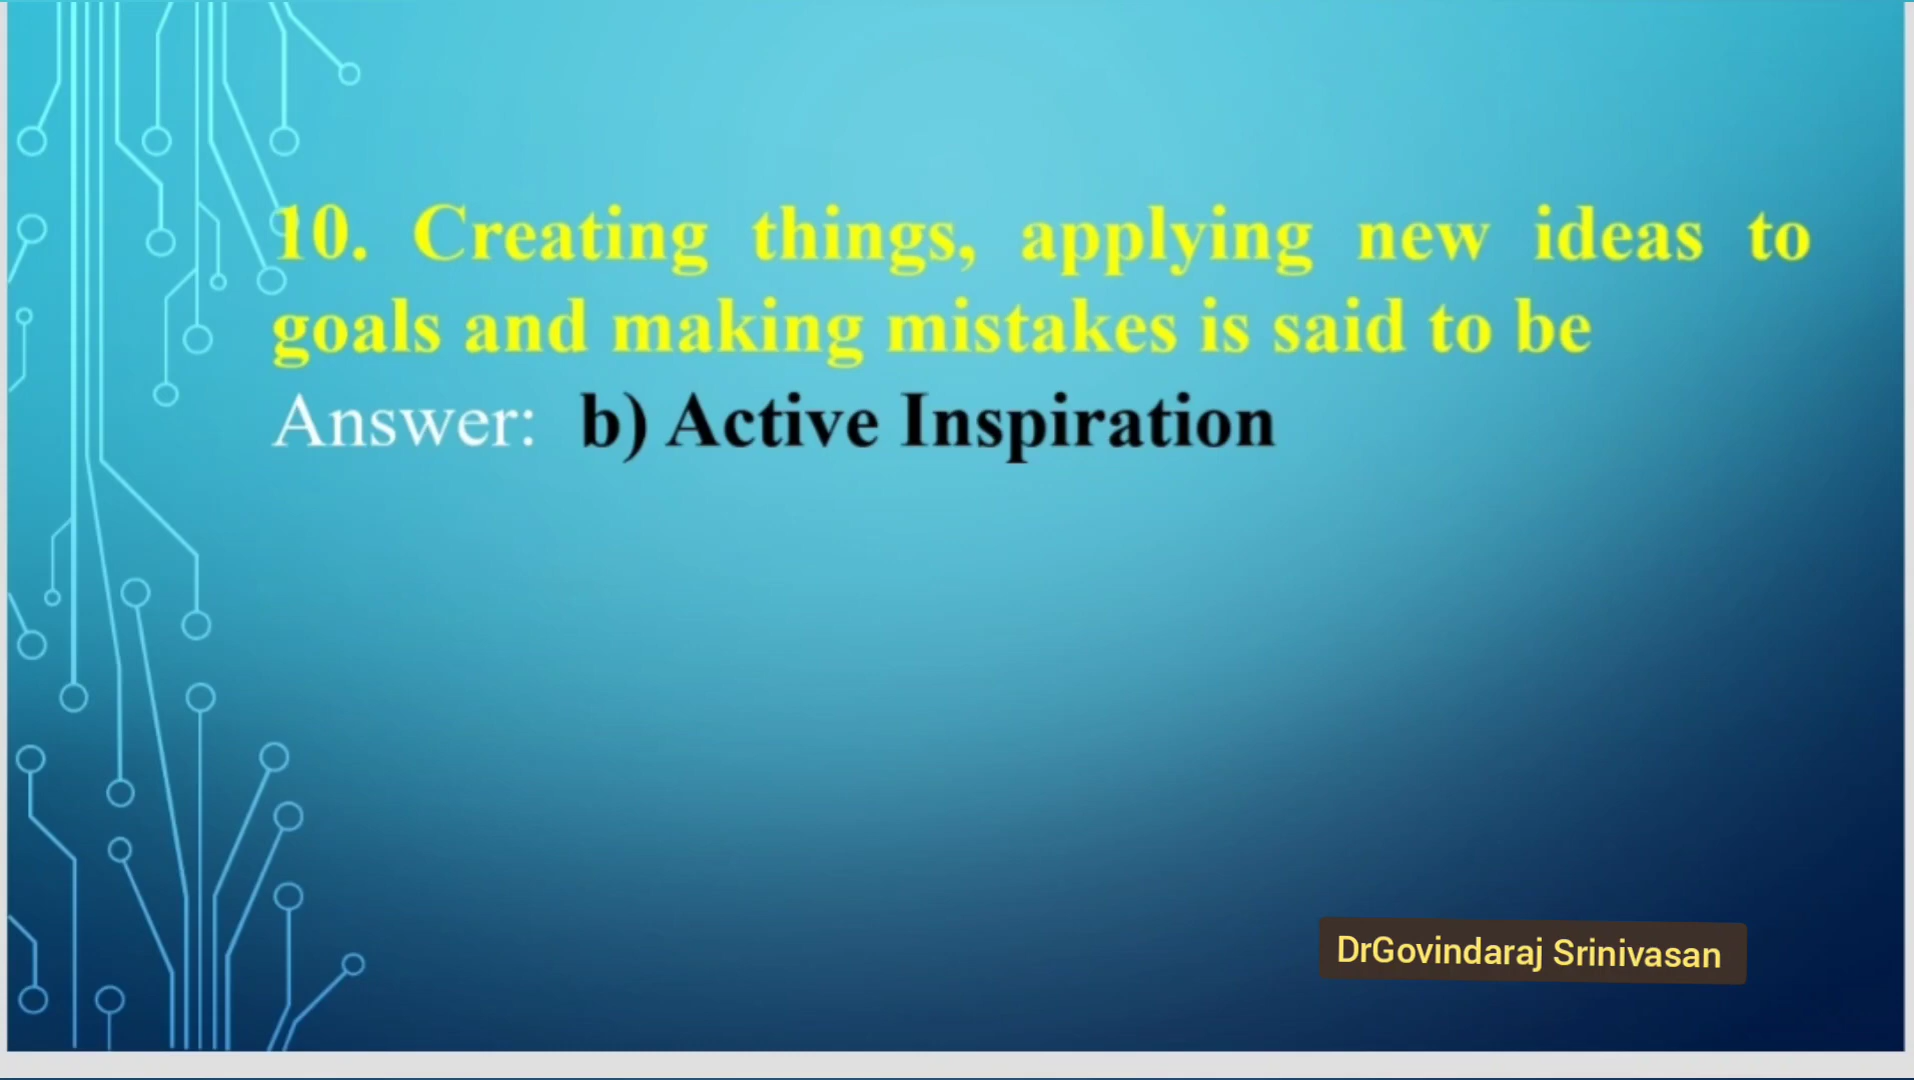 10. Creating things, applying new ideas to
goals and making mistakes is said to be
Answer: b) Active Inspiration
DrGovindaraj Srinivasan